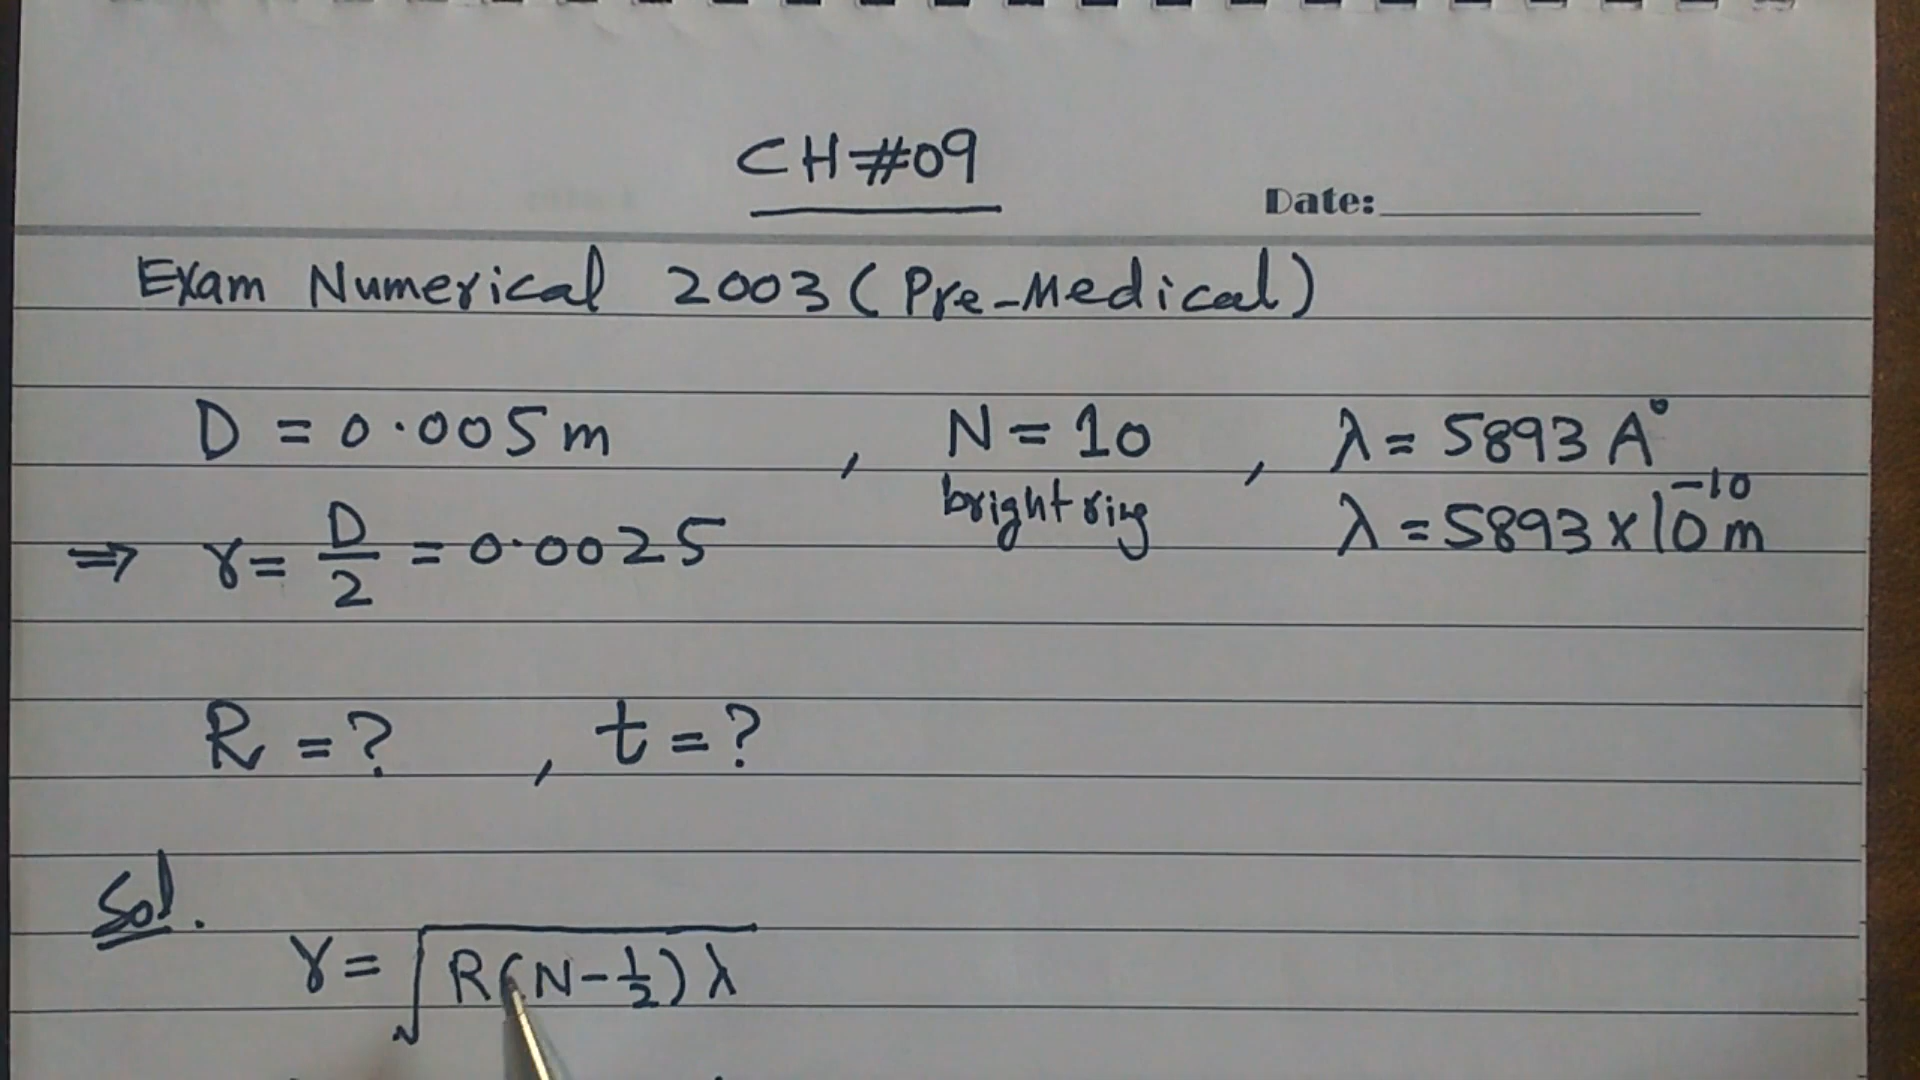 CH#09
Date:
Exam Numerical 2003 (Pre-Medical)
D = 0.005m , N = 10 , λ = 5893 A°
bright ring
⇒ r = D/2 = 0.0025
λ = 5893 x 10⁻¹⁰ m
R = ? , t = ?
Sol.
r = √R(N-1/2)λ